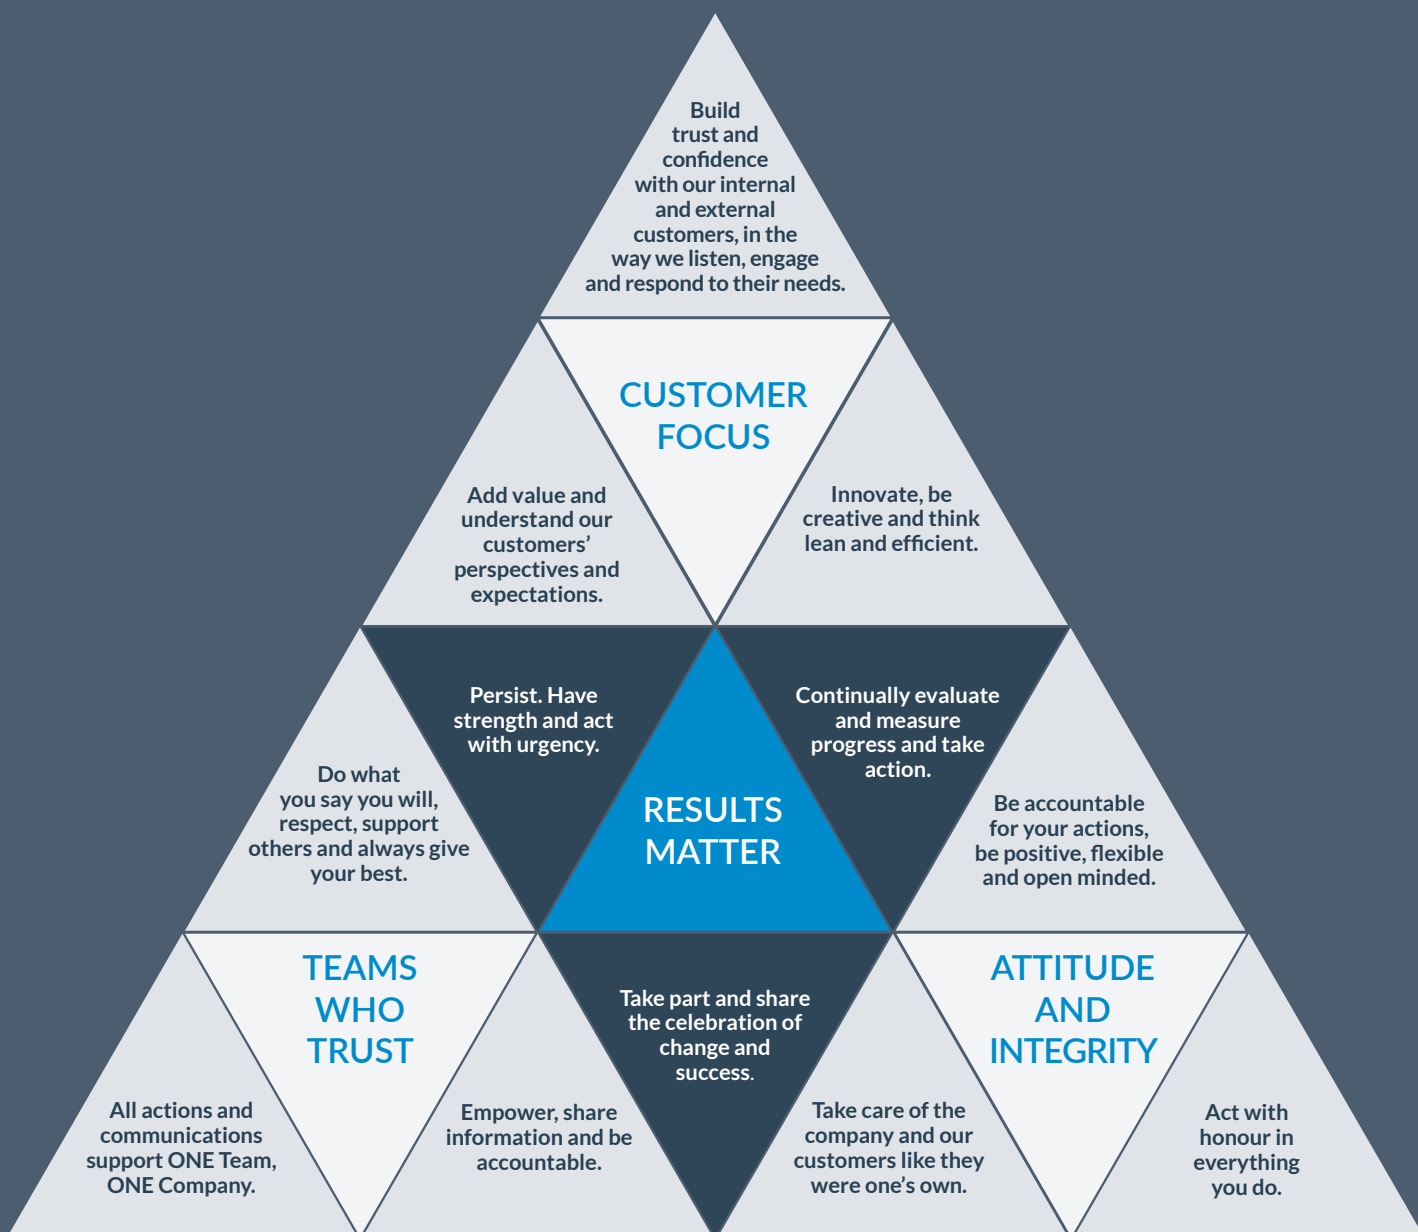 Build
trust and
confidence
with our internal
and external
customers, in the
way we listen, engage
and respond to their needs.
CUSTOMER
FOCUS
Add value and
understand our
customers’
perspectives and
expectations.
Innovate, be
creative and think
lean and efficient.
Persist. Have
strength and act
with urgency.
Continually evaluate
and measure
progress and take
action.
Do what
you say you will,
respect, support
others and always give
your best.
RESULTS
MATTER
Be accountable
for your actions,
be positive, flexible
and open minded.
TEAMS
WHO
TRUST
Take part and share
the celebration of
change and
success.
ATTITUDE
AND
INTEGRITY
All actions and
communications
support ONE Team,
ONE Company.
Empower, share
information and be
accountable.
Take care of the
company and our
customers like they
were one’s own.
Act with
honour in
everything
you do.